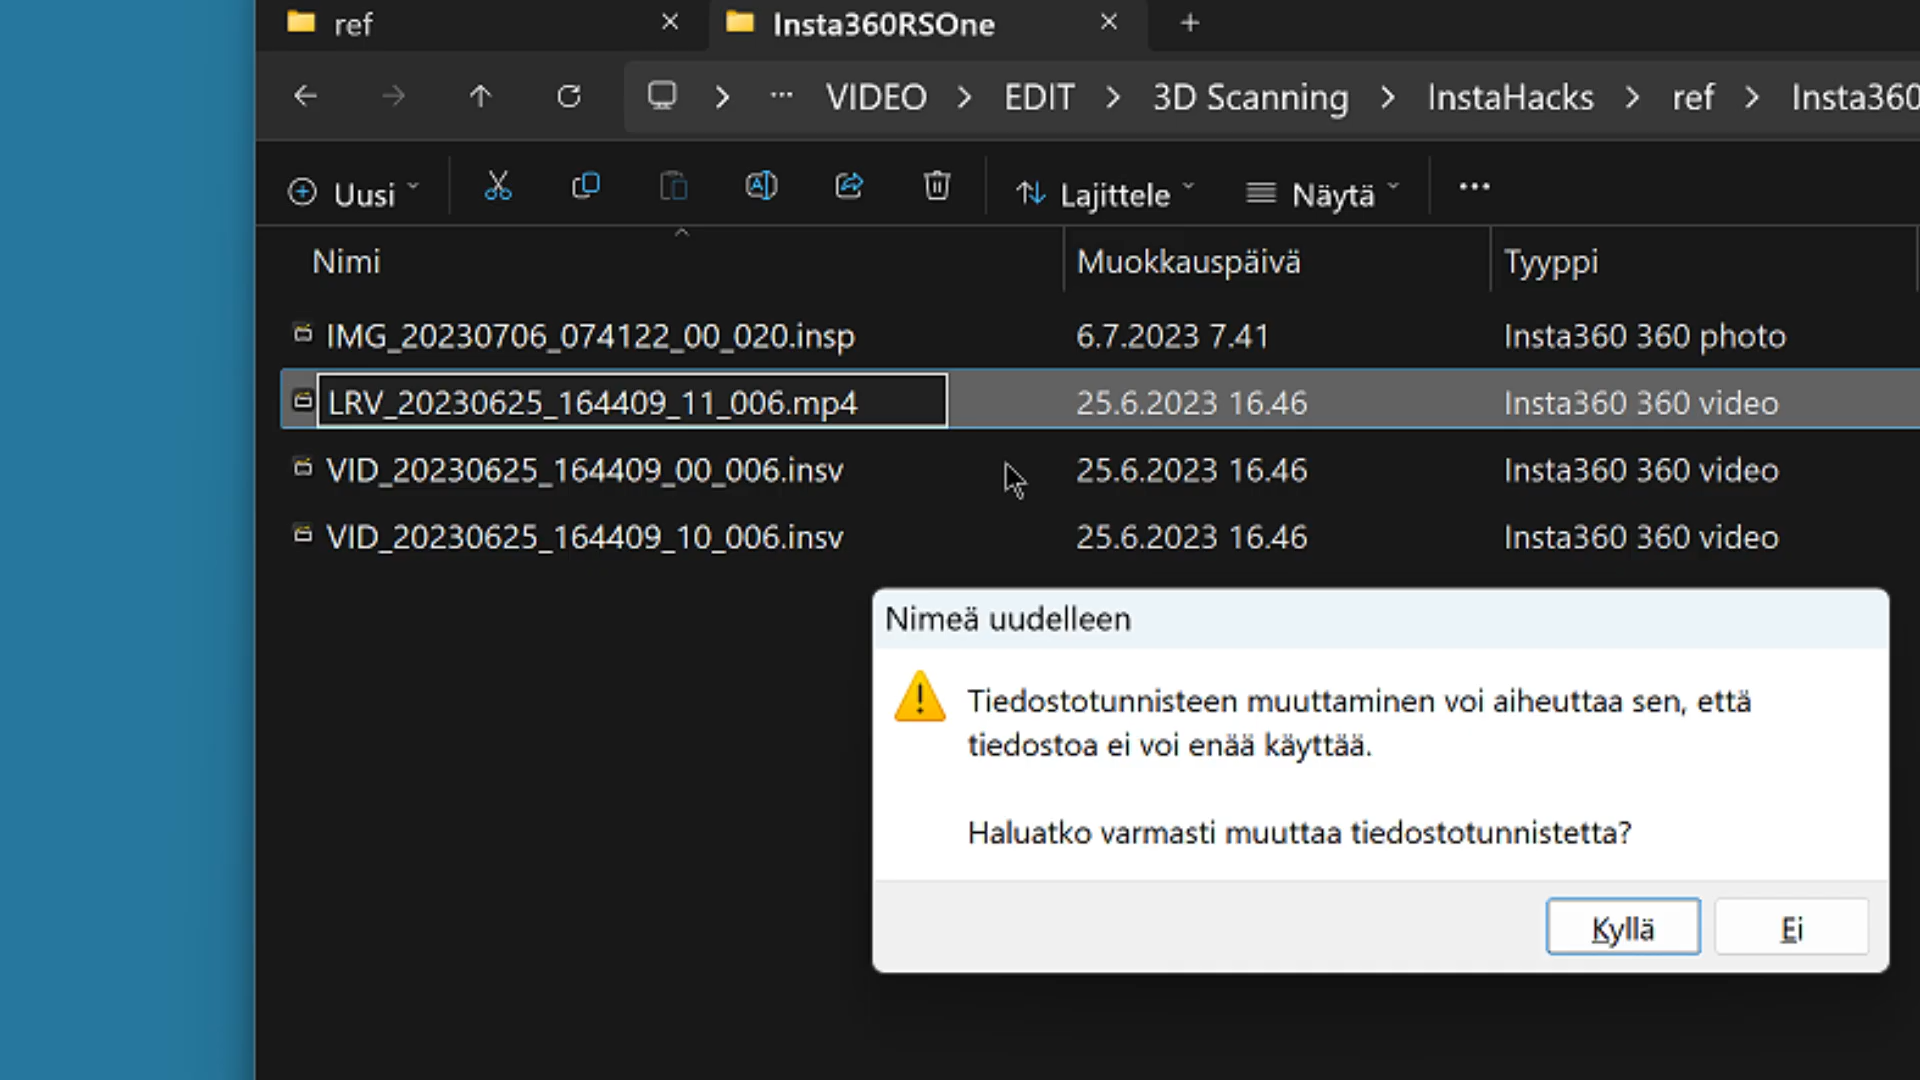 ref
Insta360RSOne
VIDEO > EDIT > 3D Scanning > InstaHacks > ref > Insta360
Uusi
Lajittele
Näytä
Nimi
Muokkauspäivä
Tyyppi
IMG_20230706_074122_00_020.insp
6.7.2023 7.41
Insta360 360 photo
LRV_20230625_164409_11_006.mp4
25.6.2023 16.46
Insta360 360 video
VID_20230625_164409_00_006.insv
25.6.2023 16.46
Insta360 360 video
VID_20230625_164409_10_006.insv
25.6.2023 16.46
Insta360 360 video
Nimeä uudelleen
Tiedostotunnisteen muuttaminen voi aiheuttaa sen, että
tiedostoa ei voi enää käyttää.
Haluatko varmasti muuttaa tiedostotunnistetta?
Kyllä
Ei